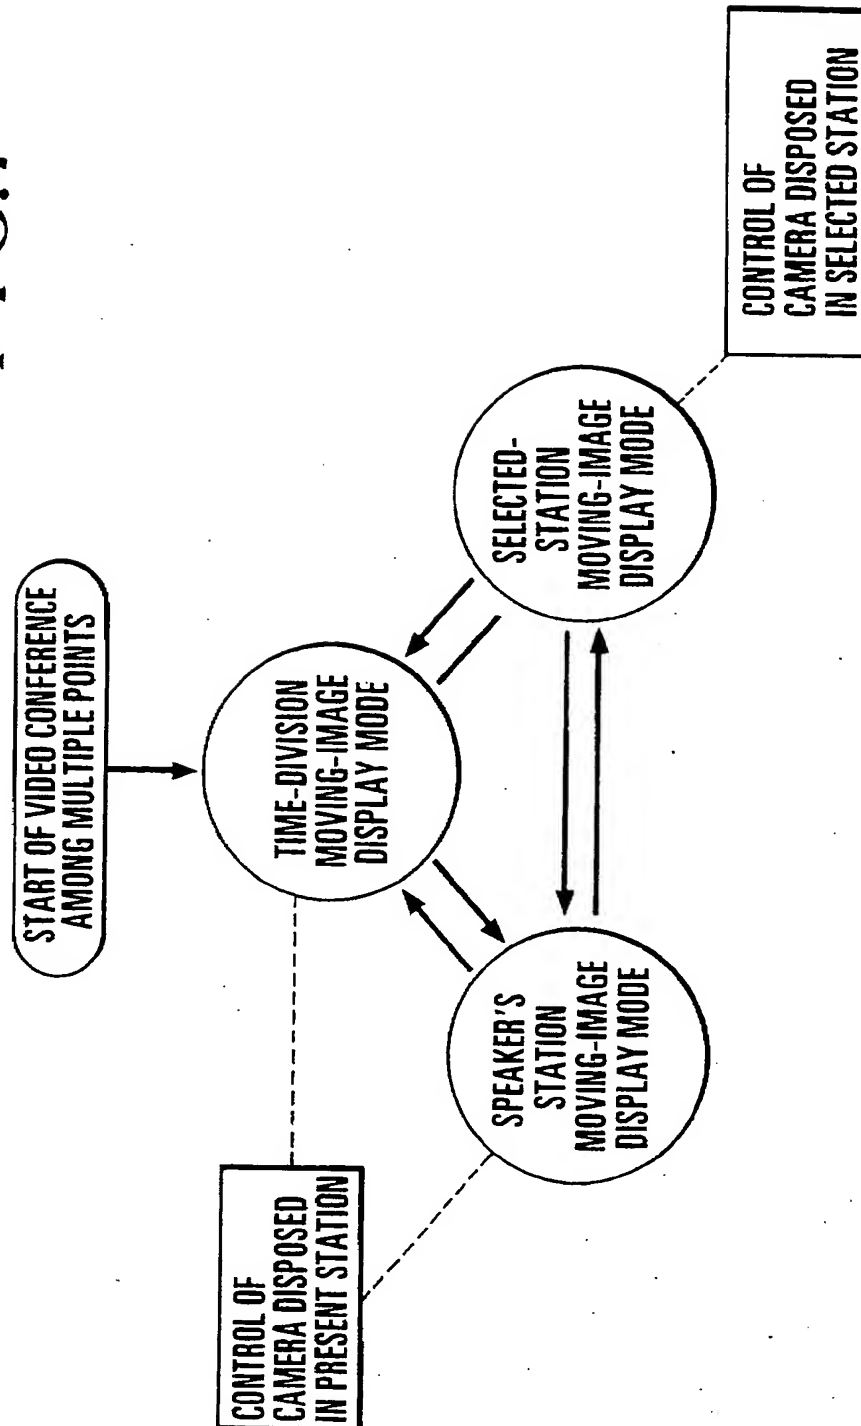 START OF VIDEO CONFERENCE
AMONG MULTIPLE POINTS
TIME-DIVISION
MOVING-IMAGE
DISPLAY MODE
CONTROL OF
CAMERA DISPOSED
IN PRESENT STATION
SPEAKER'S
STATION
MOVING-IMAGE
DISPLAY MODE
SELECTED-
STATION
MOVING-IMAGE
DISPLAY MODE
CONTROL OF
CAMERA DISPOSED
IN SELECTED STATION